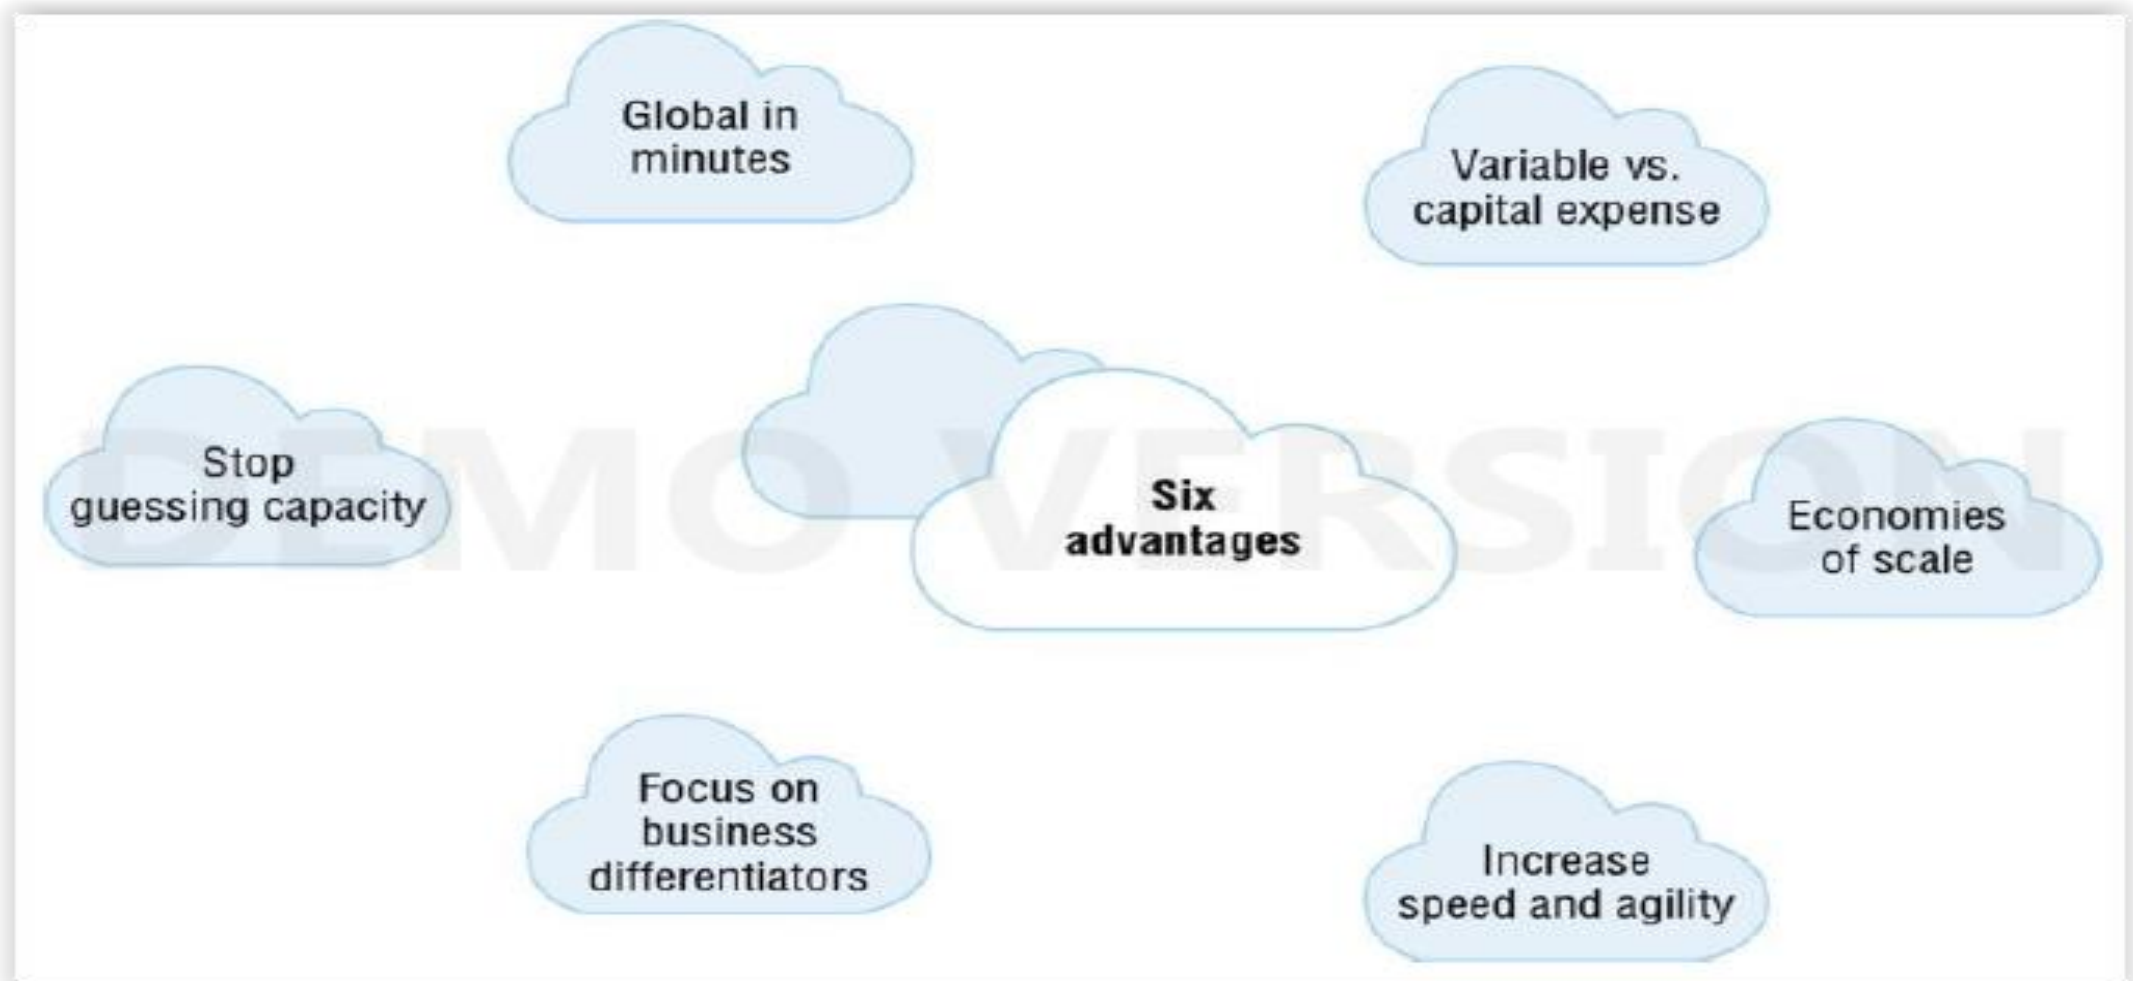 Global in
minutes
Variable vs.
capital expense
Stop
guessing capacity
Six
advantages
Economies
of scale
Focus on
business
differentiators
Increase
speed and agility
DEMO VERSION